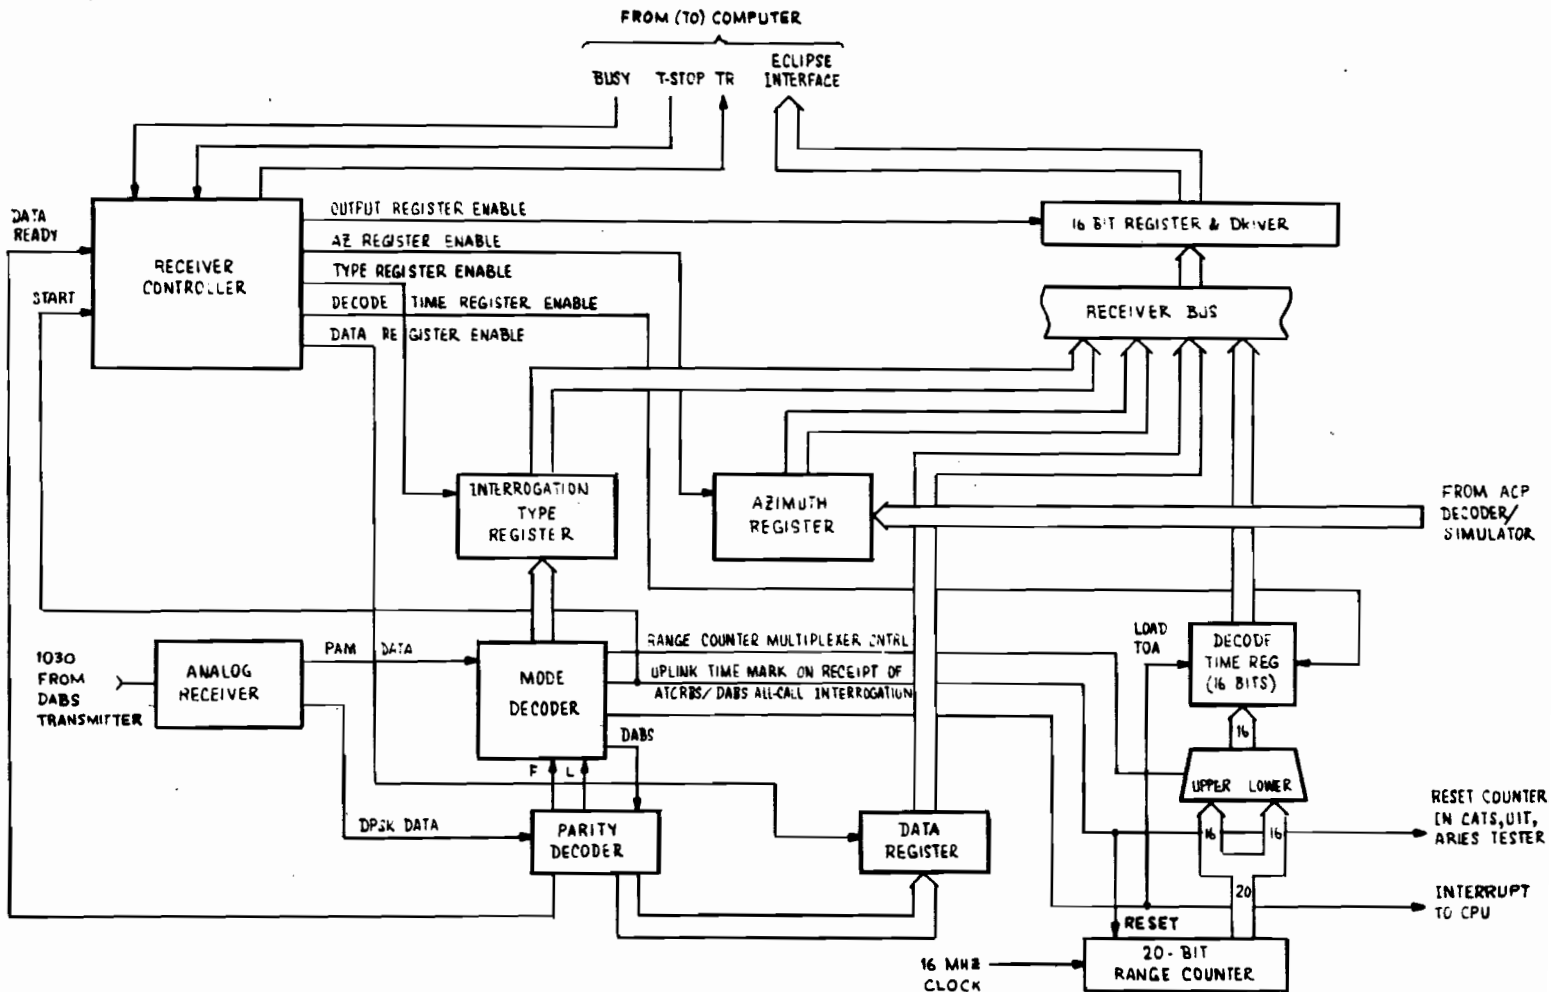 FROM (TO) COMPUTER
BUSY T-STOP TR
ECLIPSE
INTERFACE
DATA
READY
START
RECEIVER
CONTROLLER
OUTPUT REGISTER ENABLE
AZ REGISTER ENABLE
TYPE REGISTER ENABLE
DECODE TIME REGISTER ENABLE
DATA REGISTER ENABLE
16 BIT REGISTER & DRIVER
RECEIVER BUS
INTERROGATION
TYPE
REGISTER
AZIMUTH
REGISTER
FROM ACP
DECODER/
SIMULATOR
1030
FROM
DABS
TRANSMITTER
ANALOG
RECEIVER
PAM DATA
DPSK DATA
MODE
DECODER
RANGE COUNTER MULTIPLEXER CNTRL
UPLINK TIME MARK ON RECEIPT OF
ATCRBS/DABS ALL-CALL INTERROGATION
DABS
F L
PARITY
DECODER
DATA
REGISTER
LOAD
TOA
DECODE
TIME REG
(16 BITS)
16
UPPER LOWER
16 16
20
RESET COUNTER
IN CATS, UIT,
ARIES TESTER
INTERRUPT
TO CPU
RESET
16 MHZ
CLOCK
20-BIT
RANGE COUNTER